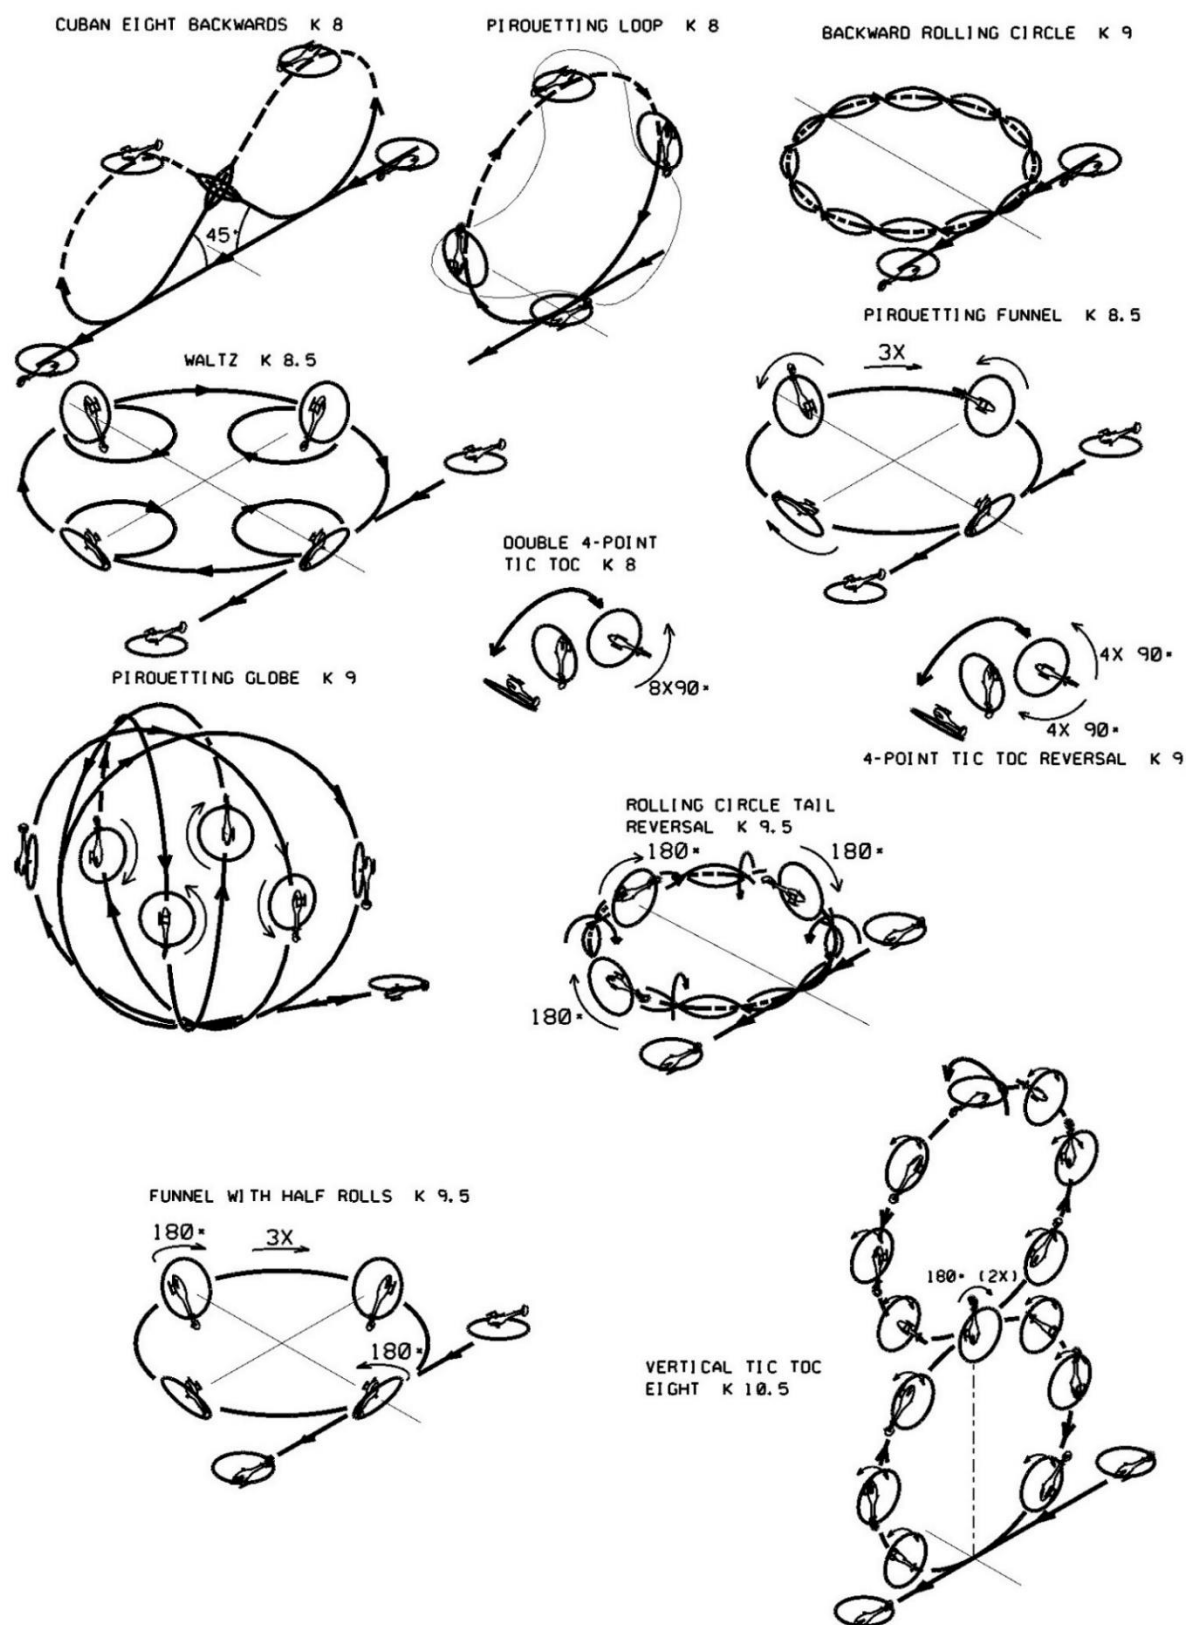 CUBAN EIGHT BACKWARDS K 8
PIROUETTING LOOP K 8
BACKWARD ROLLING CIRCLE K 9
45°
WALTZ K 8.5
PIROUETTING FUNNEL K 8.5
3X
DOUBLE 4-POINT
TIC TOC K 8
8X90°
4X 90°
4X 90°
4-POINT TIC TOC REVERSAL K 9
PIROUETTING GLOBE K 9
ROLLING CIRCLE TAIL
REVERSAL K 9.5
180°
180°
180°
FUNNEL WITH HALF ROLLS K 9.5
180°
3X
180°
180° (2X)
VERTICAL TIC TOC
EIGHT K 10.5